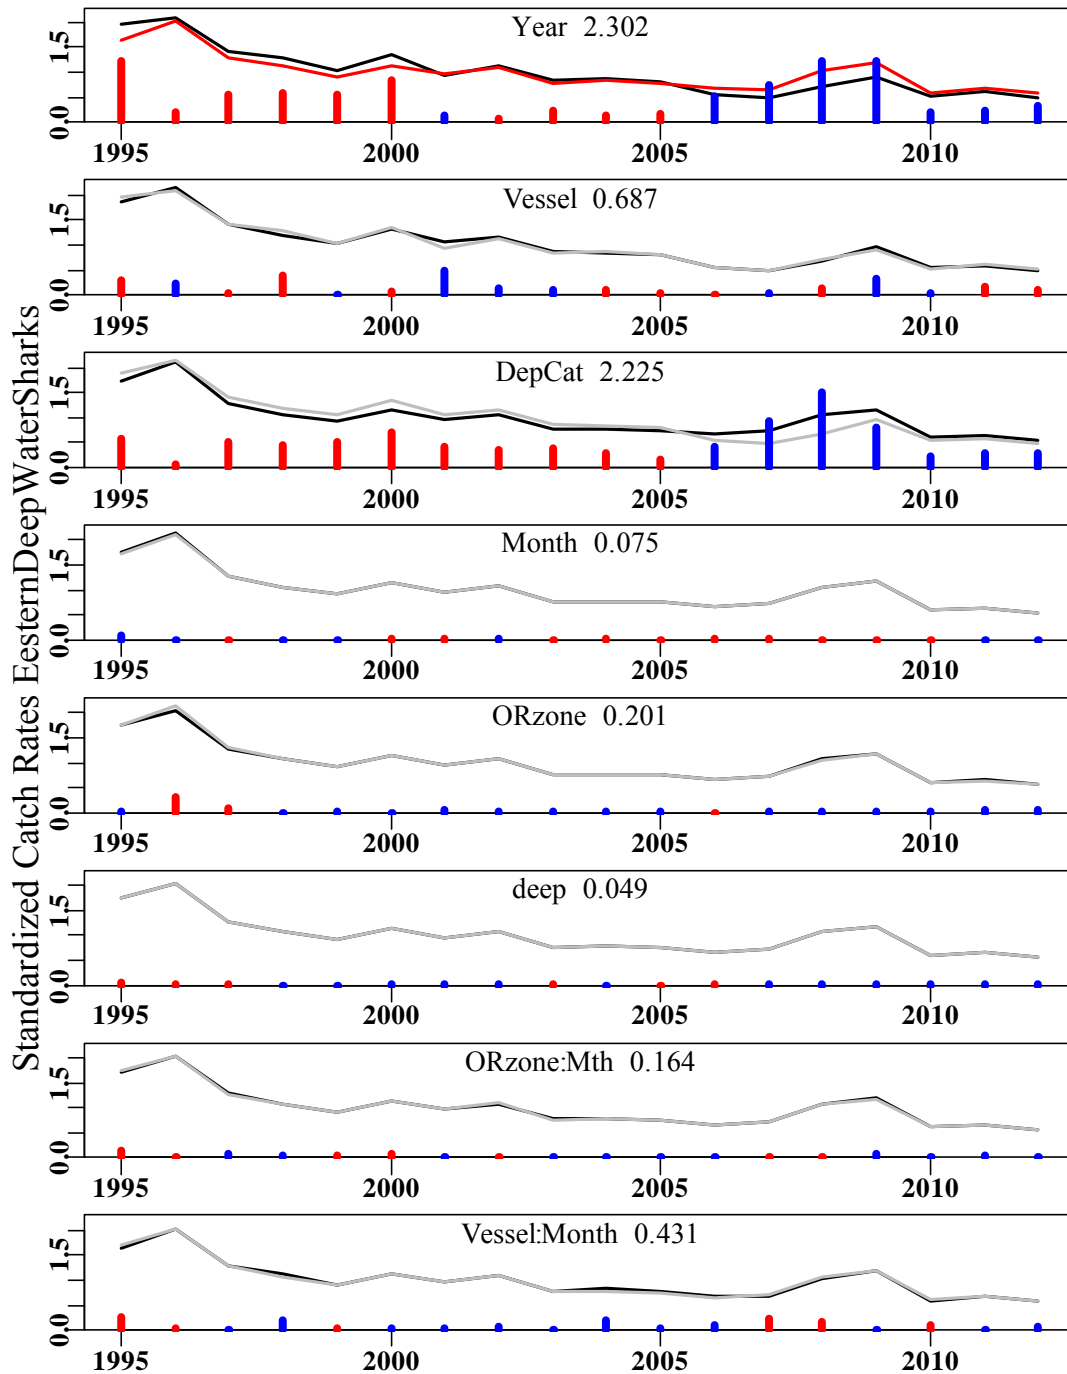 Standardized Catch Rates EesternDeepWaterSharks
Year 2.302
0.0 1.5
1995 2000 2005 2010
Vessel 0.687
0.0 1.5
1995 2000 2005 2010
DepCat 2.225
0.0 1.5
1995 2000 2005 2010
Month 0.075
0.0 1.5
1995 2000 2005 2010
ORzone 0.201
0.0 1.5
1995 2000 2005 2010
deep 0.049
0.0 1.5
1995 2000 2005 2010
ORzone:Mth 0.164
0.0 1.5
1995 2000 2005 2010
Vessel:Month 0.431
0.0 1.5
1995 2000 2005 2010